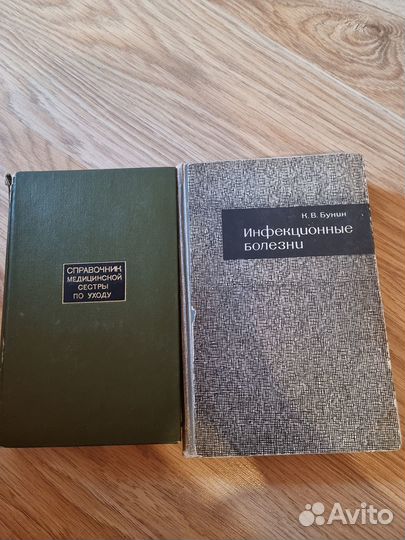 СПРАВОЧНИК
МЕДИЦИНСКОЙ
СЕСТРЫ
ПО УХОДУ
К. В. Бунин
Инфекционные
болезни
Avito